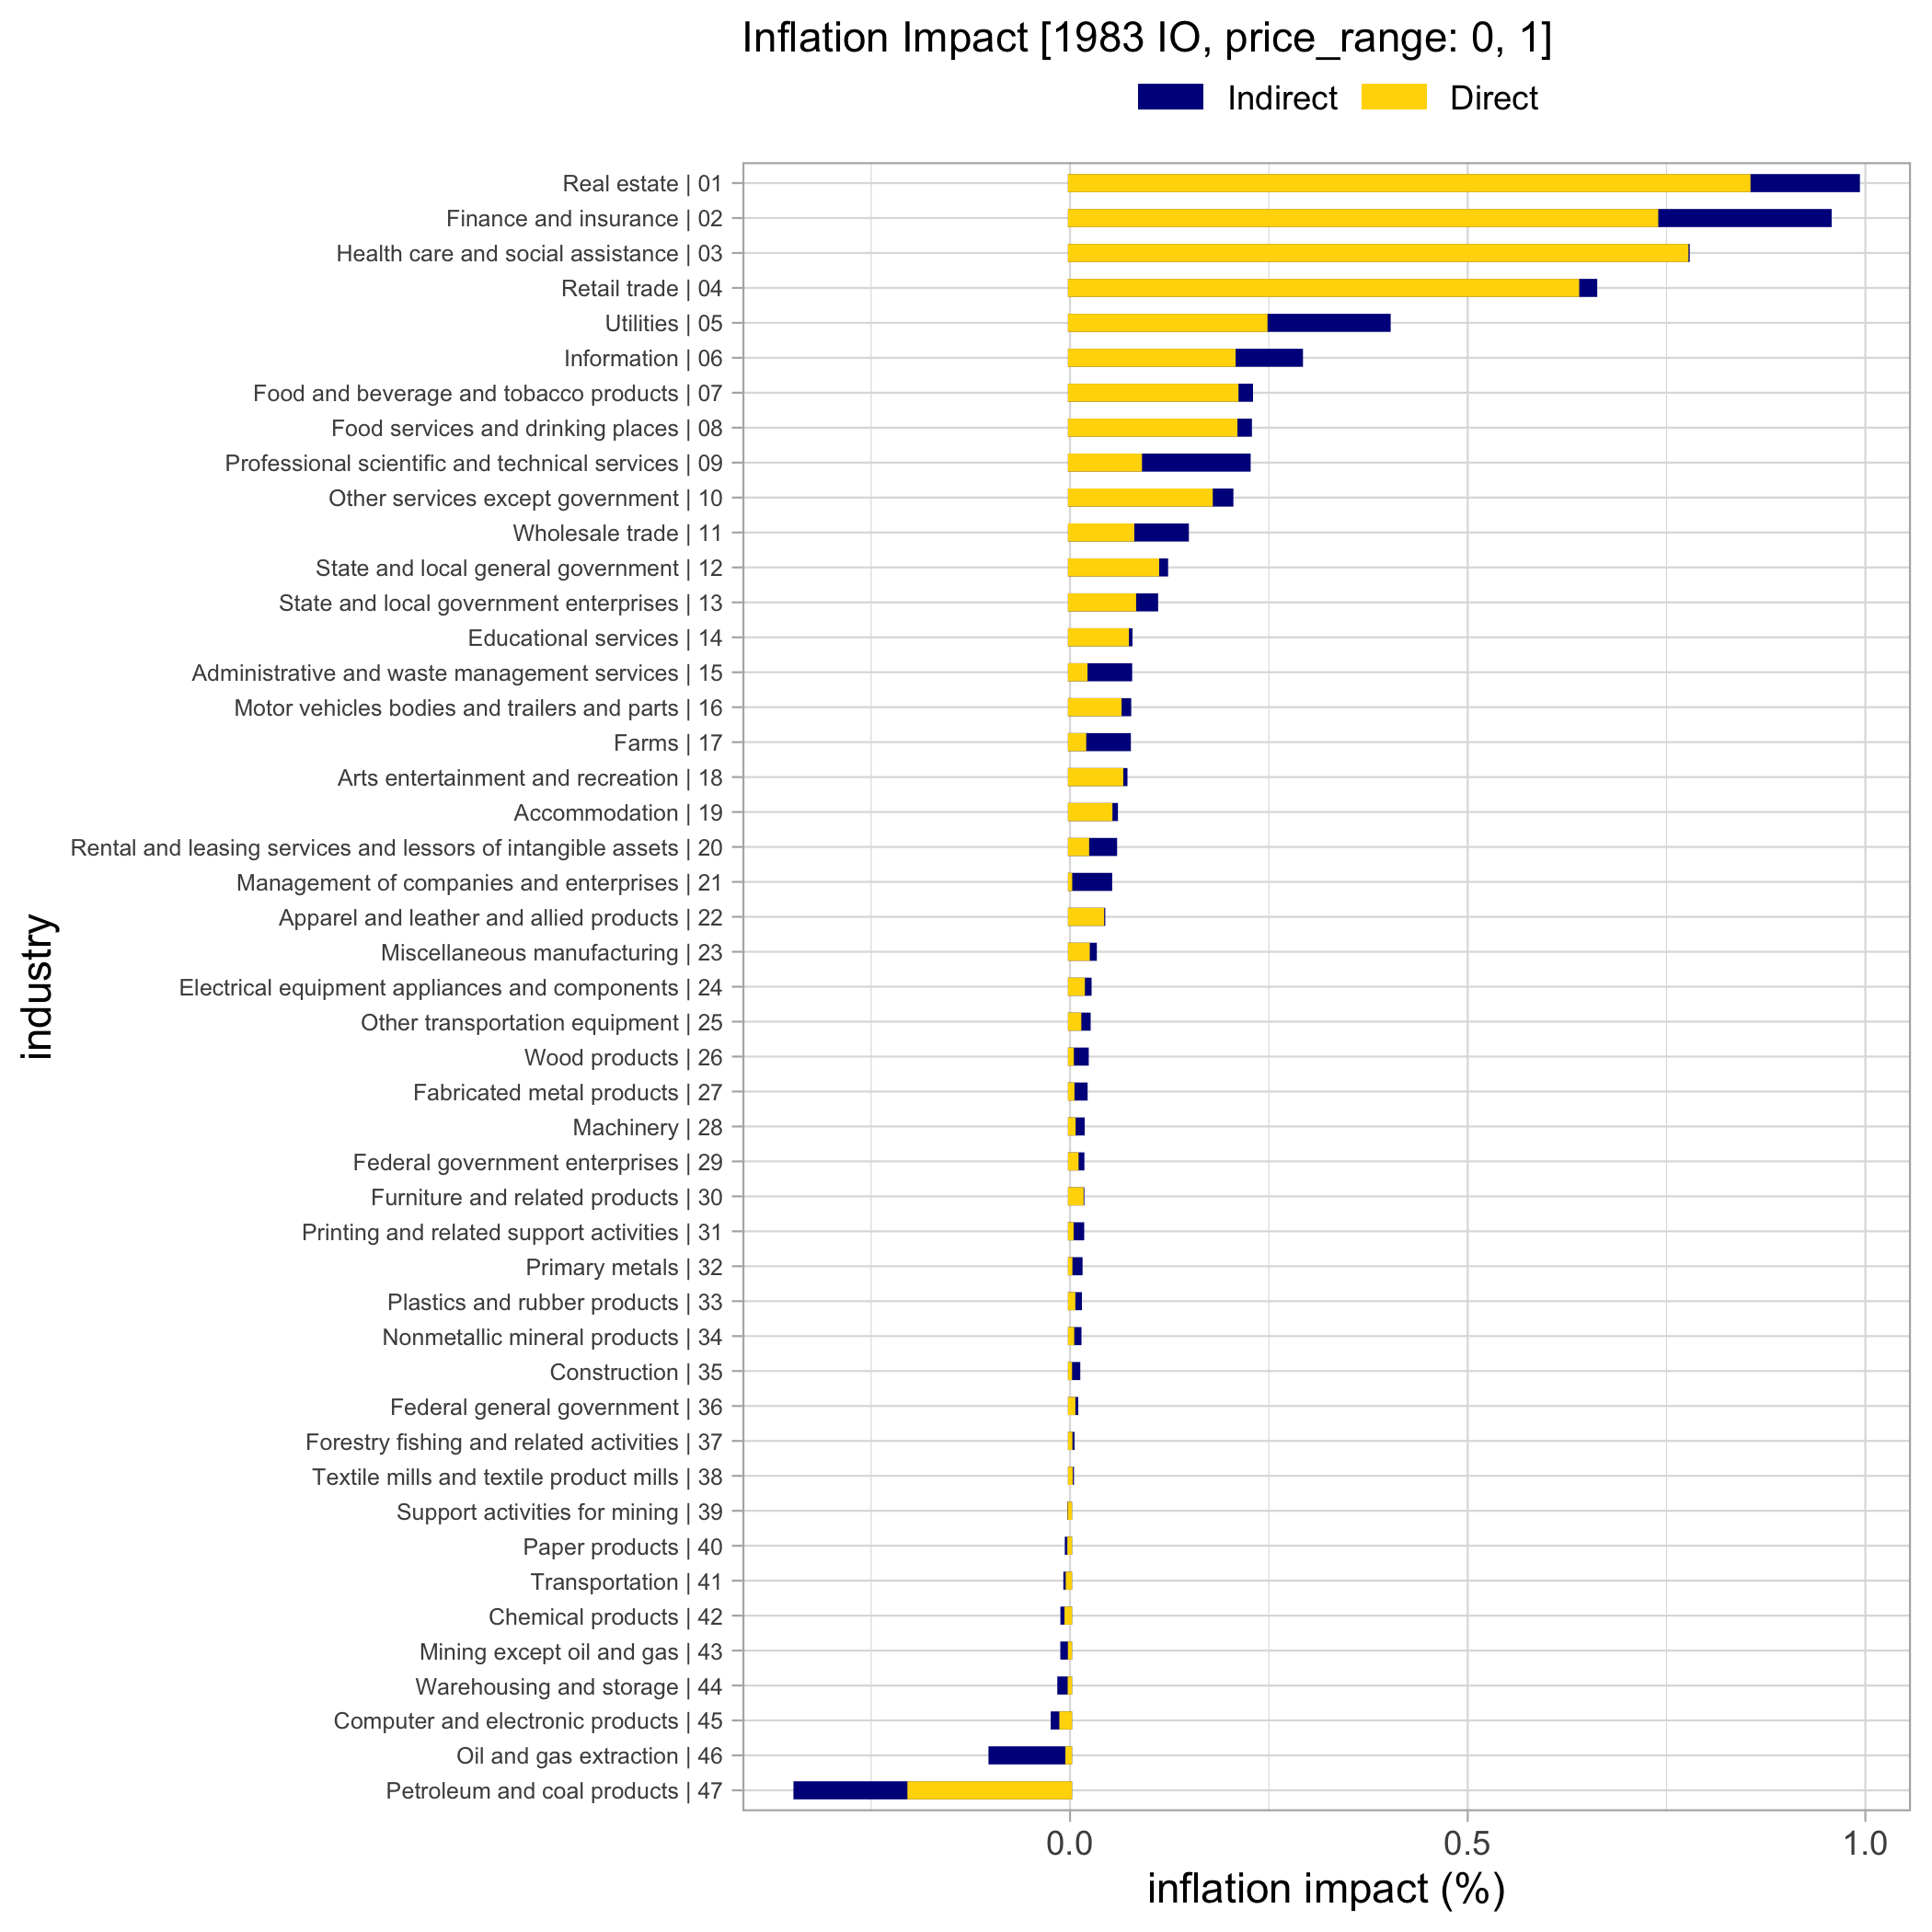 Inflation Impact [1983 IO, price_range: 0, 1]
Indirect Direct
Real estate | 01
Finance and insurance | 02
Health care and social assistance | 03
Retail trade | 04
Utilities | 05
Information | 06
Food and beverage and tobacco products | 07
Food services and drinking places | 08
Professional scientific and technical services | 09
Other services except government | 10
Wholesale trade | 11
State and local general government | 12
State and local government enterprises | 13
Educational services | 14
Administrative and waste management services | 15
Motor vehicles bodies and trailers and parts | 16
Farms | 17
Arts entertainment and recreation | 18
Accommodation | 19
Rental and leasing services and lessors of intangible assets | 20
Management of companies and enterprises | 21
Apparel and leather and allied products | 22
Miscellaneous manufacturing | 23
Electrical equipment appliances and components | 24
Other transportation equipment | 25
Wood products | 26
Fabricated metal products | 27
Machinery | 28
Federal government enterprises | 29
Furniture and related products | 30
Printing and related support activities | 31
Primary metals | 32
Plastics and rubber products | 33
Nonmetallic mineral products | 34
Construction | 35
Federal general government | 36
Forestry fishing and related activities | 37
Textile mills and textile product mills | 38
Support activities for mining | 39
Paper products | 40
Transportation | 41
Chemical products | 42
Mining except oil and gas | 43
Warehousing and storage | 44
Computer and electronic products | 45
Oil and gas extraction | 46
Petroleum and coal products | 47
industry
0.0 0.5 1.0
inflation impact (%)